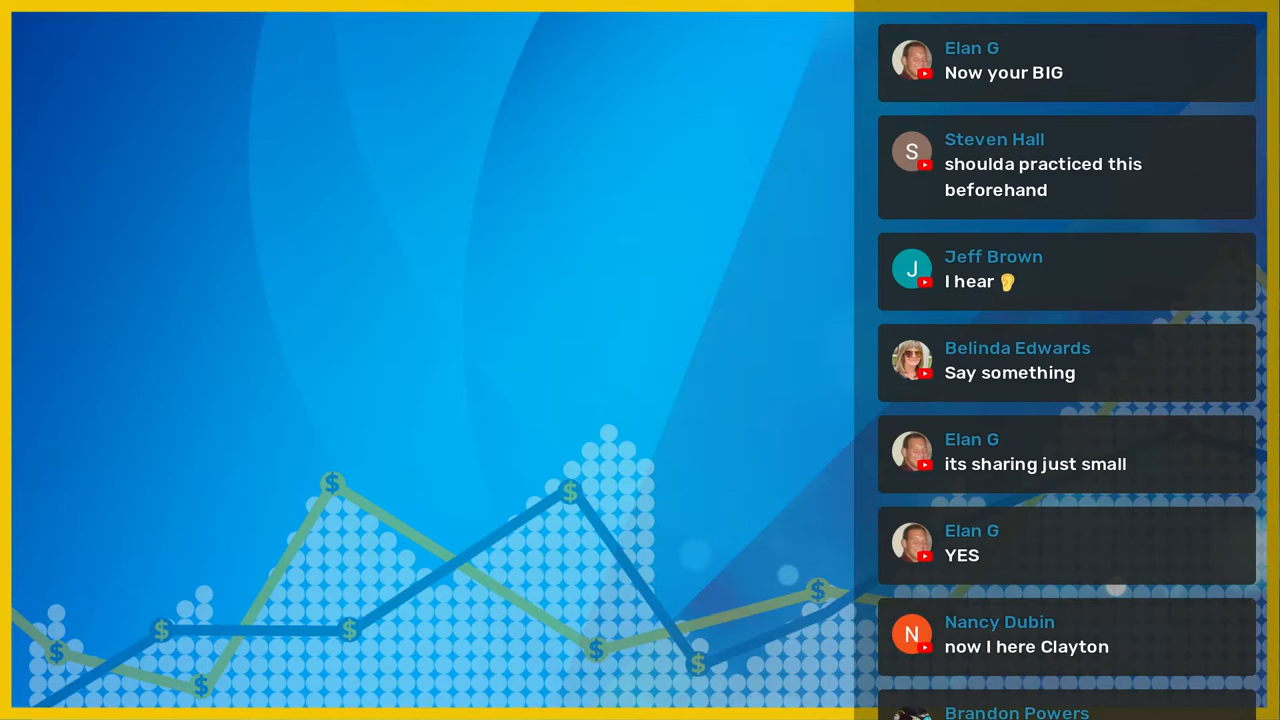 Elan G
Now your BIG
S
Steven Hall
shoulda practiced this
beforehand
J
Jeff Brown
I hear 👂
Belinda Edwards
Say something
Elan G
its sharing just small
Elan G
YES
N
Nancy Dubin
now I here Clayton
Brandon Powers
$
$
$
$
$
$
$
$
$